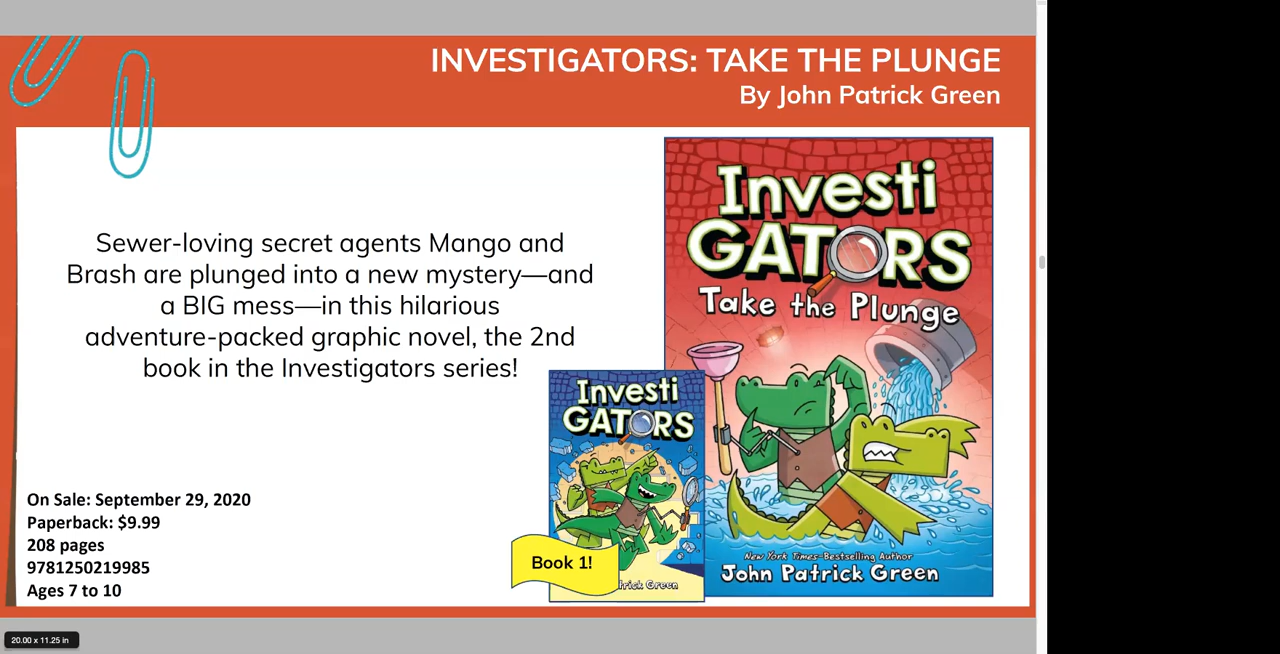 INVESTIGATORS: TAKE THE PLUNGE
By John Patrick Green
Sewer-loving secret agents Mango and
Brash are plunged into a new mystery—and
a BIG mess—in this hilarious
adventure-packed graphic novel, the 2nd
book in the Investigators series!
On Sale: September 29, 2020
Paperback: $9.99
208 pages
9781250219985
Ages 7 to 10
Investi
GATORS
Take the Plunge
New York Times-Bestselling Author
John Patrick Green
Investi
GATORS
Book 1!
trick Green
20.00 x 11.25 in